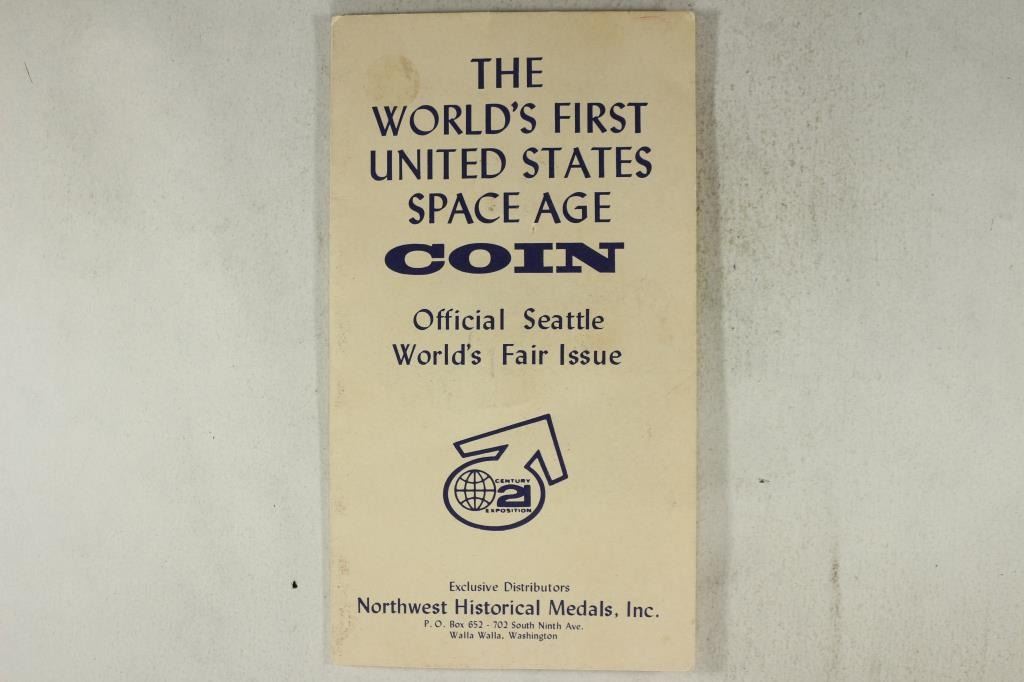 THE
WORLD'S FIRST
UNITED STATES
SPACE AGE
COIN
Official Seattle
World's Fair Issue
CENTURY
21
EXPOSITION
Exclusive Distributors
Northwest Historical Medals, Inc.
P. O. Box 652 - 702 South Ninth Ave.
Walla Walla, Washington